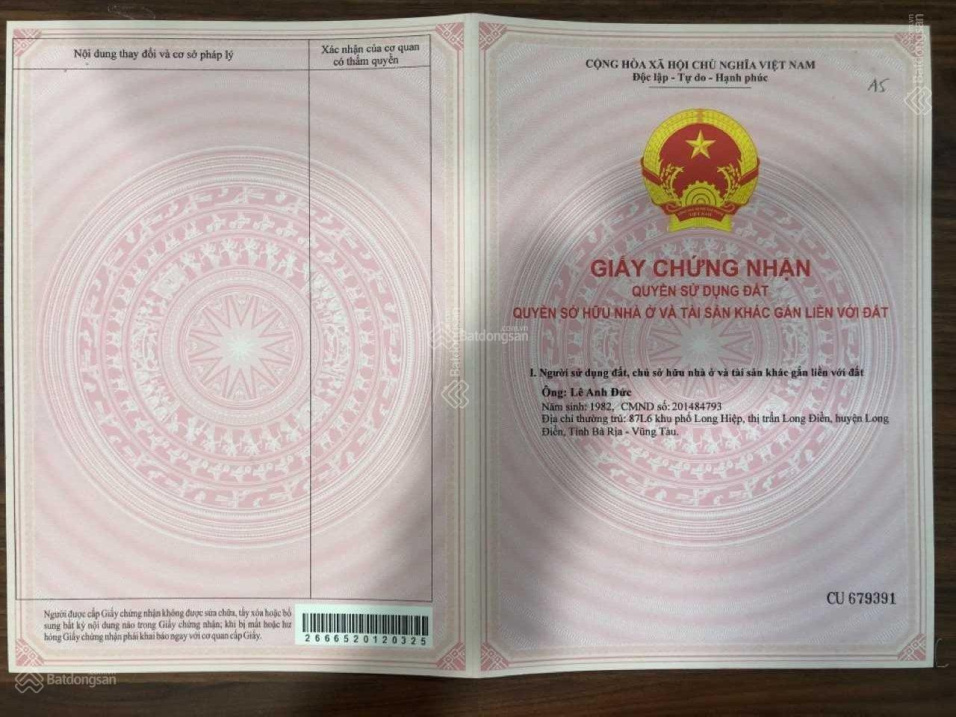 Nội dung thay đổi và cơ sở pháp lý
Xác nhận của cơ quan
có thẩm quyền
Người được cấp Giấy chứng nhận không được sửa chữa, tẩy xóa hoặc bổ
sung bất kỳ nội dung nào trong Giấy chứng nhận; khi bị mất hoặc hư
hỏng Giấy chứng nhận phải khai báo ngay với cơ quan cấp Giấy.
2666520120325
CỘNG HÒA XÃ HỘI CHỦ NGHĨA VIỆT NAM
Độc lập - Tự do - Hạnh phúc
A5
VIỆT NAM
GIẤY CHỨNG NHẬN
QUYỀN SỬ DỤNG ĐẤT
QUYỀN SỞ HỮU NHÀ Ở VÀ TÀI SẢN KHÁC GẮN LIỀN VỚI ĐẤT
I. Người sử dụng đất, chủ sở hữu nhà ở và tài sản khác gắn liền với đất
Ông: Lê Anh Đức
Năm sinh: 1982, CMND số: 201484793
Địa chỉ thường trú: 87L6 khu phố Long Hiệp, thị trấn Long Điền, huyện Long
Điền, Tỉnh Bà Rịa - Vũng Tàu.
CU 679391
Batdongsan
.com.vn
Batdongsan
Batdongsan
Batdongsan